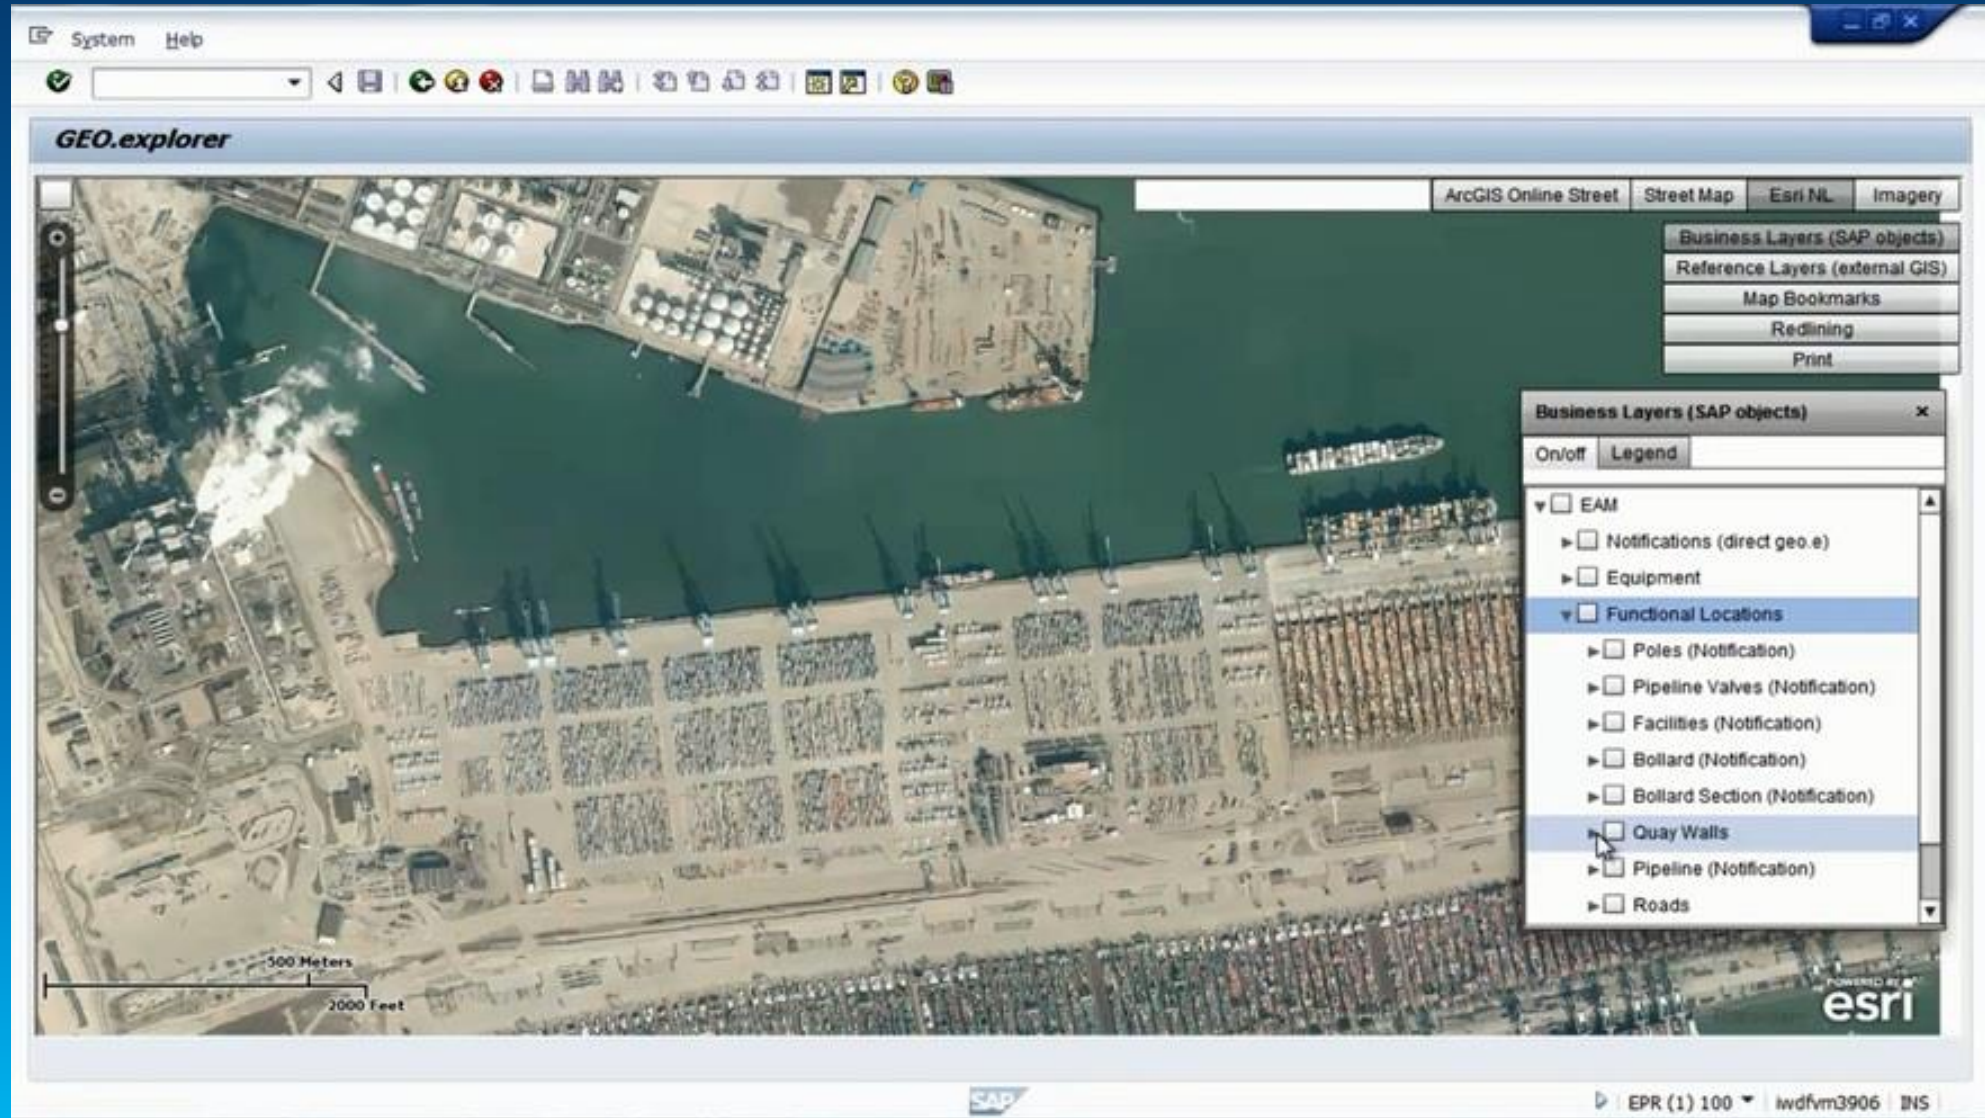 System Help
GEO.explorer
ArcGIS Online Street Street Map Esri NL Imagery
Business Layers (SAP objects)
Reference Layers (external GIS)
Map Bookmarks
Redlining
Print
Business Layers (SAP objects) ×
On/off Legend
EAM
Notifications (direct geo.e)
Equipment
Functional Locations
Poles (Notification)
Pipeline Valves (Notification)
Facilities (Notification)
Bollard (Notification)
Bollard Section (Notification)
Quay Walls
Pipeline (Notification)
Roads
500 Meters
2000 Feet
POWERED BY
esri
SAP
EPR (1) 100 iwdfvm3906 INS